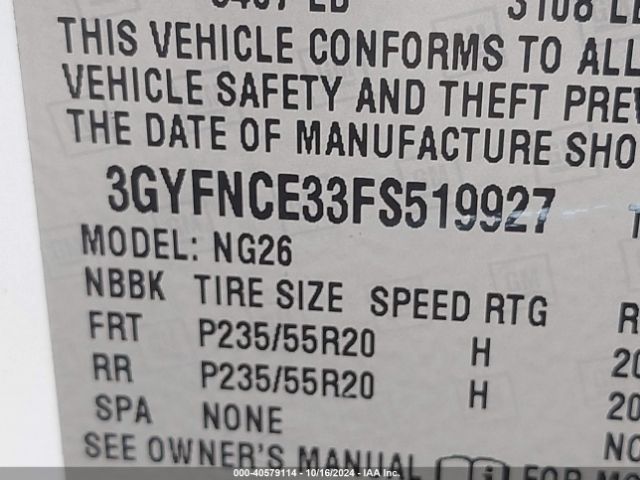 3108
THIS VEHICLE CONFORMS TO ALL
VEHICLE SAFETY AND THEFT
THE DATE OF MANUFACTURE
3GYFNCE33FS519927
MODEL: NG26
NBBK TIRE SIZE SPEED RTG
FRT P235/55R20 H
RR P235/55R20 H
SPA NONE
SEE OWNER'S MANUAL FOR
000-40579114 | 10/16/2024 | IAA Inc.